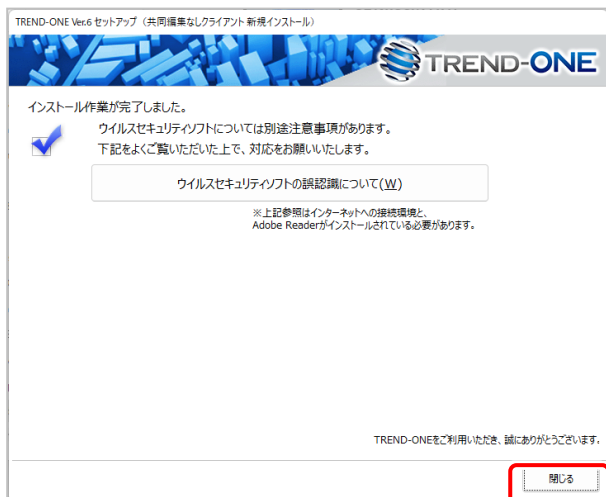 TREND-ONE Ver.6 セットアップ（共同編集なしクライアント 新規インストール）
TREND-ONE
インストール作業が完了しました。
ウイルスセキュリティソフトについては別途注意事項があります。
下記をよくご覧いただいた上で、対応をお願いいたします。
ウイルスセキュリティソフトの誤認識について(W)
※上記参照はインターネットへの接続環境と、
Adobe Readerがインストールされている必要があります。
TREND-ONEをご利用いただき、誠にありがとうございます。
閉じる